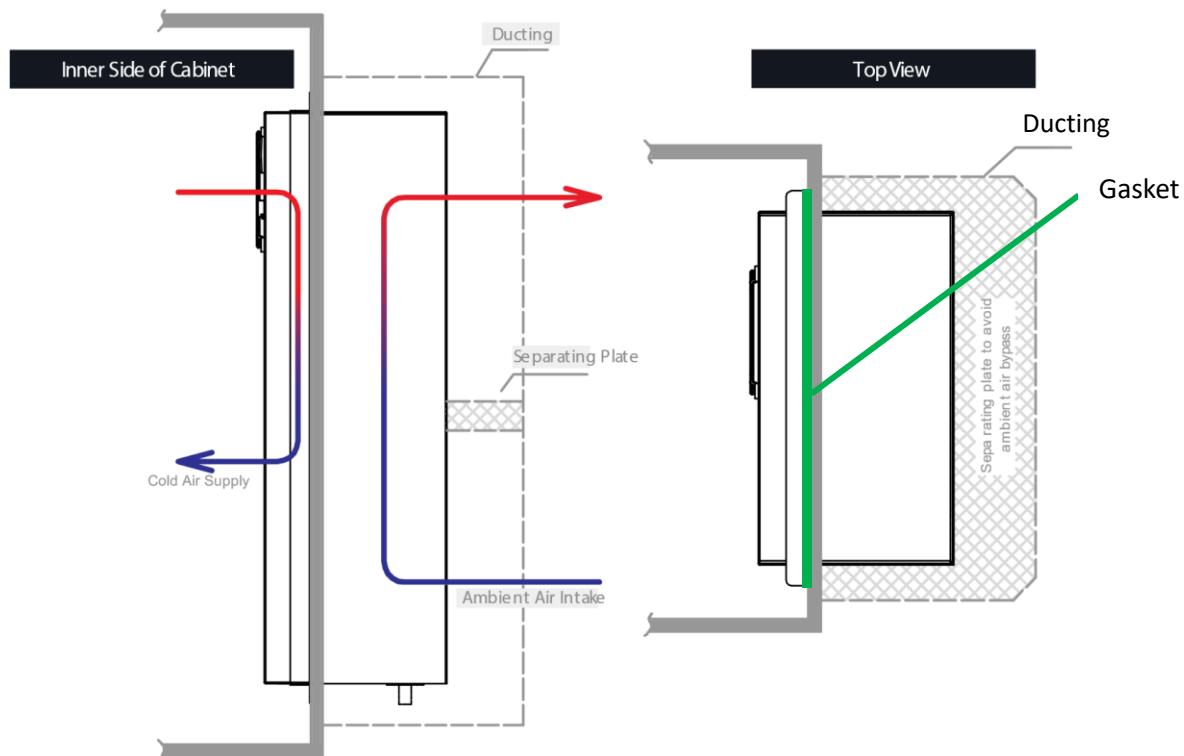 Ducting
Inner Side of Cabinet
Top View
Ducting
Gasket
Separating Plate
Sepa rating plate to avoid
ambient air bypass
Cold Air Supply
Ambient Air Intake